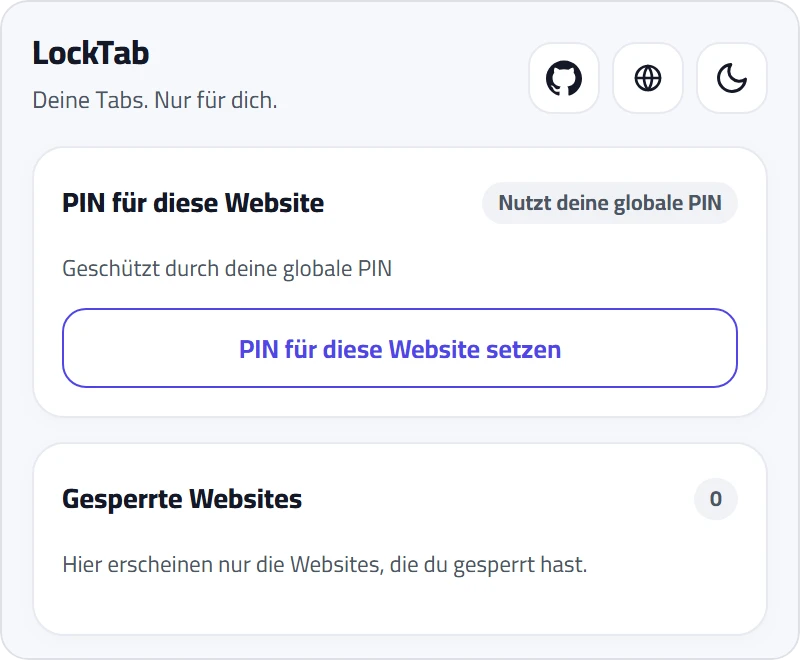 LockTab
Deine Tabs. Nur für dich.
PIN für diese Website
Nutzt deine globale PIN
Geschützt durch deine globale PIN
PIN für diese Website setzen
Gesperrte Websites
0
Hier erscheinen nur die Websites, die du gesperrt hast.